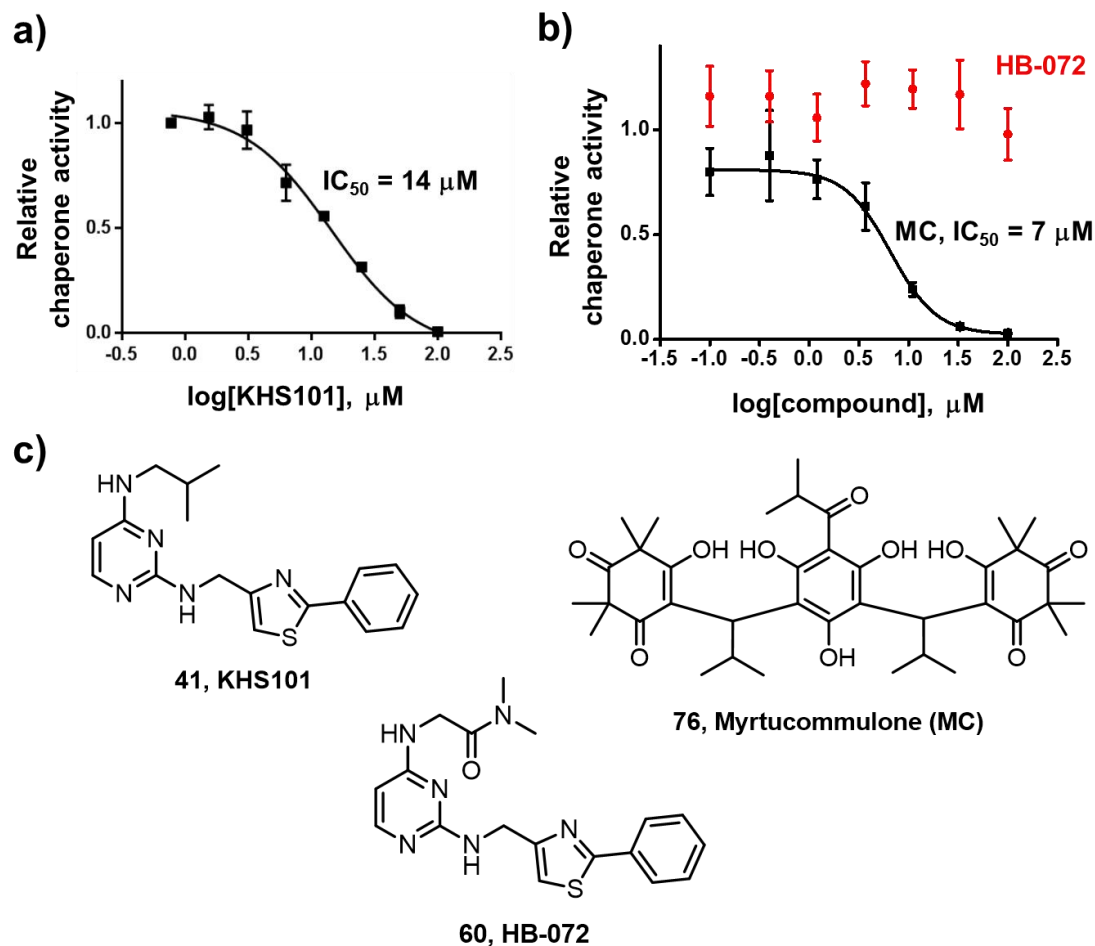 a)
Relative
chaperone activity
1.0
0.5
0.0
-0.5 0.0 0.5 1.0 1.5 2.0 2.5
log[KHS101], μM
IC50 = 14 μM
b)
Relative
chaperone activity
1.0
0.5
0.0
-1.5 -1.0 -0.5 0.0 0.5 1.0 1.5 2.0 2.5
log[compound], μM
HB-072
MC, IC50 = 7 μM
c)
HN
N
N
N
H
N
S
41, KHS101
O
O
OH
HO
OH
HO
O
O
OH
O
76, Myrtucommulone (MC)
HN
N
O
N
N
N
H
N
S
60, HB-072